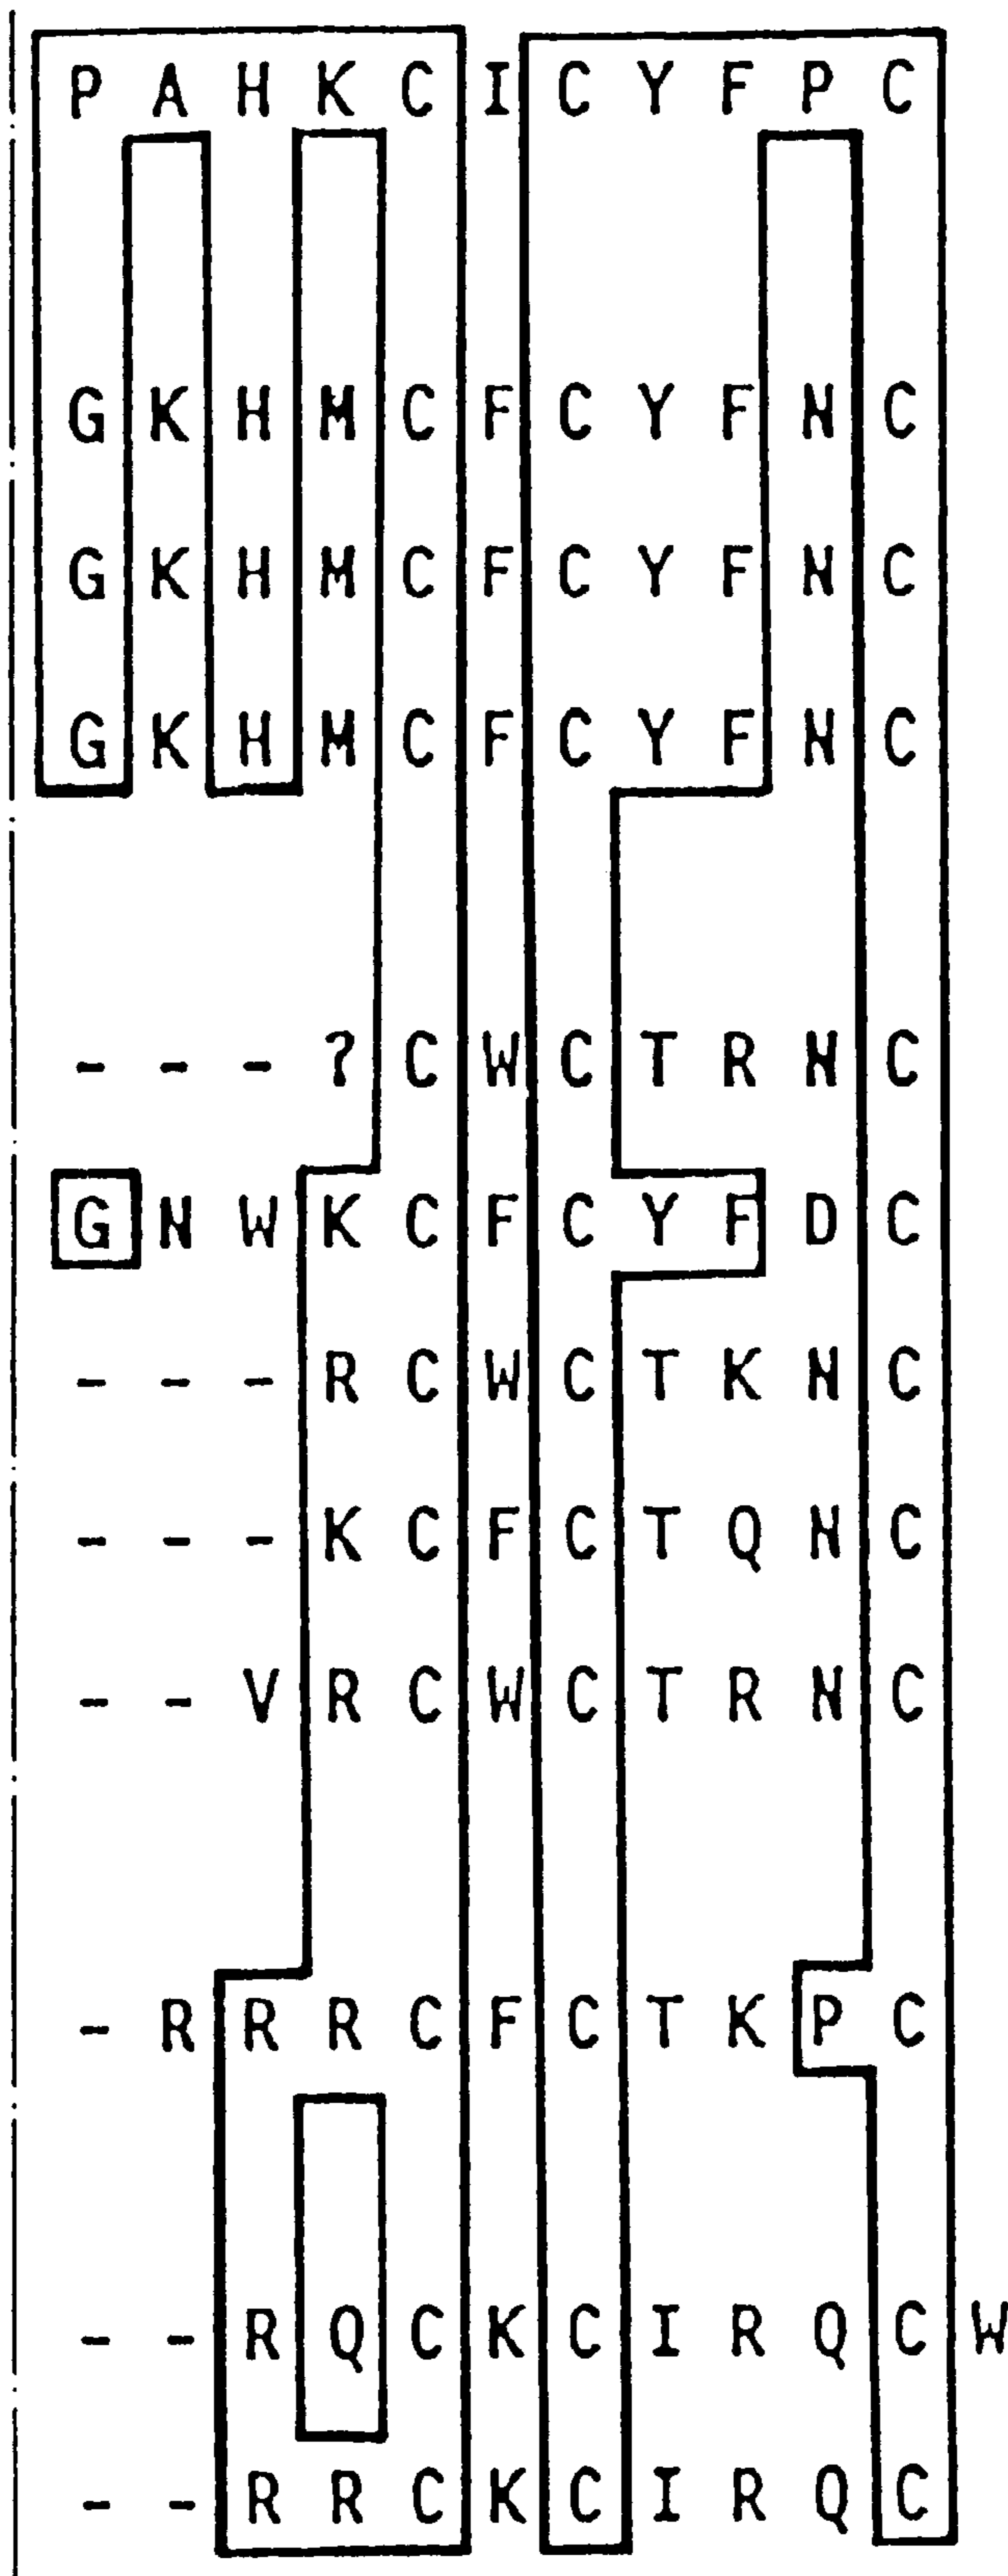 P A H K C I C Y F P C
G K H M C F C Y F N C
G K H M C F C Y F N C
G K H M C F C Y F N C
- - - ? C W C T R N C
G N W K C F C Y F D C
- - - R C W C T K N C
- - - K C F C T Q N C
- - V R C W C T R N C
- R R R C F C T K P C
- - R Q C K C I R Q C W
- - R R C K C I R Q C